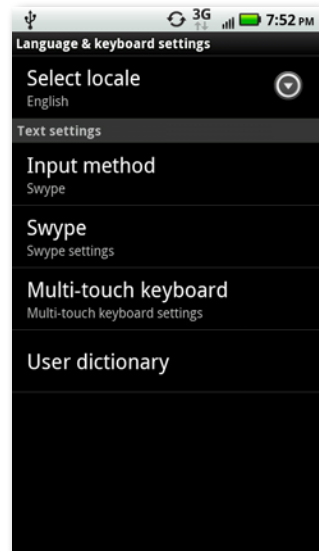 3G 7:52 PM
Language & keyboard settings
Select locale
English
Text settings
Input method
Swype
Swype
Swype settings
Multi-touch keyboard
Multi-touch keyboard settings
User dictionary